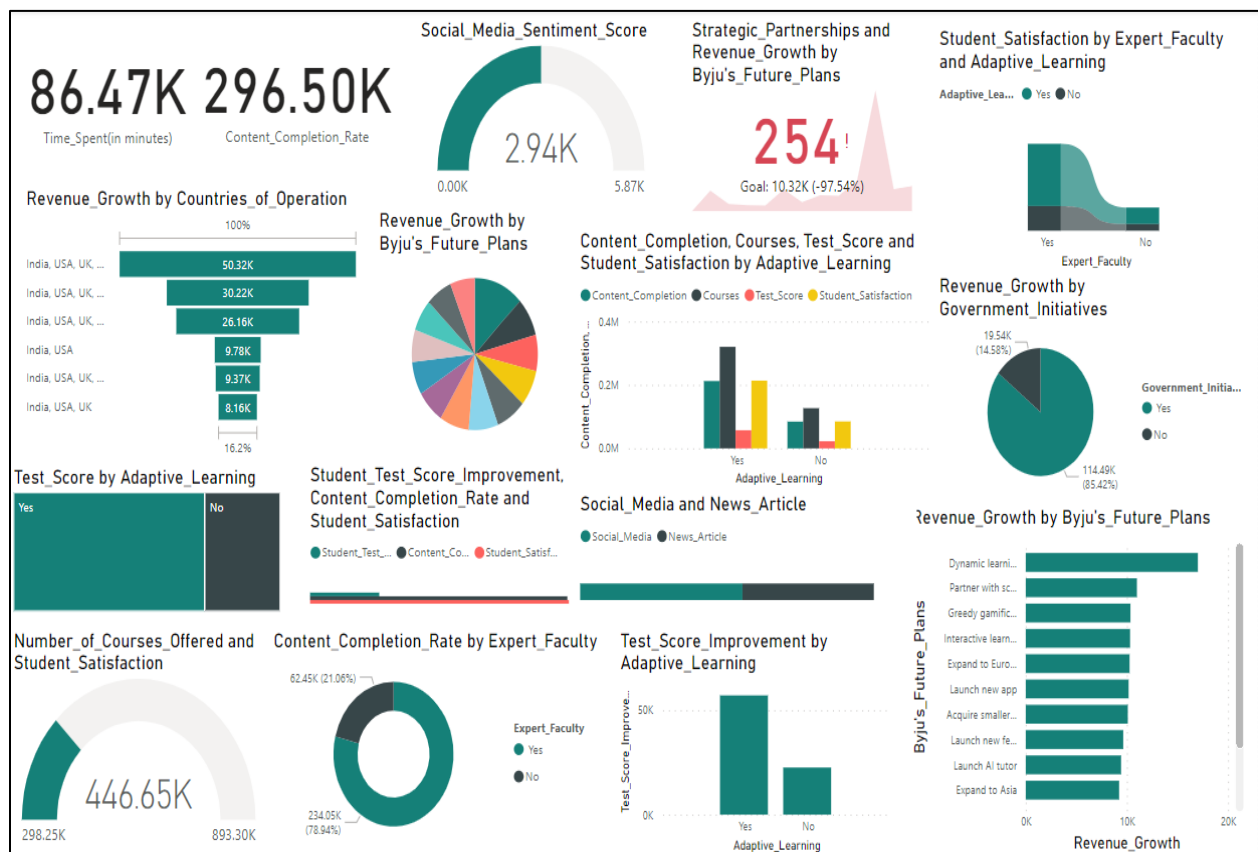 86.47K
Time_Spent(in minutes)
296.50K
Content_Completion_Rate
Social_Media_Sentiment_Score
2.94K
0.00K
5.87K
Strategic_Partnerships and
Revenue_Growth by
Byju's_Future_Plans
254!
Goal: 10.32K (-97.54%)
Student_Satisfaction by Expert_Faculty
and Adaptive_Learning
Adaptive_Lea... Yes No
Yes
No
Expert_Faculty
Revenue_Growth by Countries_of_Operation
100%
India, USA, UK, ... 50.32K
India, USA, UK, ... 30.22K
India, USA, UK, ... 26.16K
India, USA 9.78K
India, USA, UK, ... 9.37K
India, USA, UK 8.16K
16.2%
Revenue_Growth by
Byju's_Future_Plans
Content_Completion, Courses, Test_Score and
Student_Satisfaction by Adaptive_Learning
Content_Completion Courses Test_Score Student_Satisfaction
Content_Completion, ...
0.4M
0.2M
0.0M
Yes
No
Adaptive_Learning
Revenue_Growth by
Government_Initiatives
19.54K
(14.58%)
114.49K
(85.42%)
Government_Initia...
Yes
No
Test_Score by Adaptive_Learning
Yes
No
Student_Test_Score_Improvement,
Content_Completion_Rate and
Student_Satisfaction
Student_Test_... Content_Co... Student_Satisf...
Social_Media and News_Article
Social_Media News_Article
Revenue_Growth by Byju's_Future_Plans
Byju's_Future_Plans
Dynamic learni...
Partner with sc...
Greedy gamific...
Interactive learn...
Expand to Euro...
Launch new app
Acquire smaller...
Launch new fe...
Launch AI tutor
Expand to Asia
0K
10K
20K
Revenue_Growth
Number_of_Courses_Offered and
Student_Satisfaction
446.65K
298.25K
893.30K
Content_Completion_Rate by Expert_Faculty
62.45K (21.06%)
234.05K
(78.94%)
Expert_Faculty
Yes
No
Test_Score_Improvement by
Adaptive_Learning
Test_Score_Improve...
50K
0K
Yes
No
Adaptive_Learning